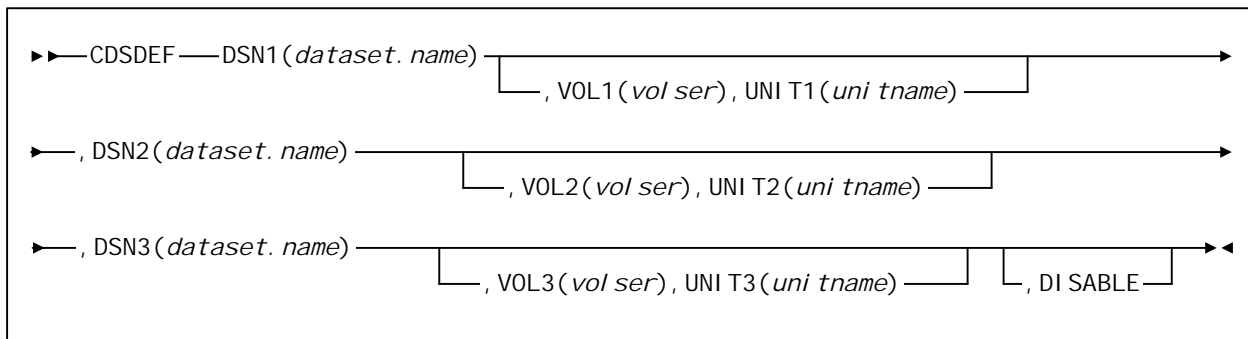 CDSDEF DSN1(dataset.name)
,VOL1(volser),UNIT1(unitname)
,DSN2(dataset.name)
,VOL2(volser),UNIT2(unitname)
,DSN3(dataset.name)
,VOL3(volser),UNIT3(unitname) ,DISABLE